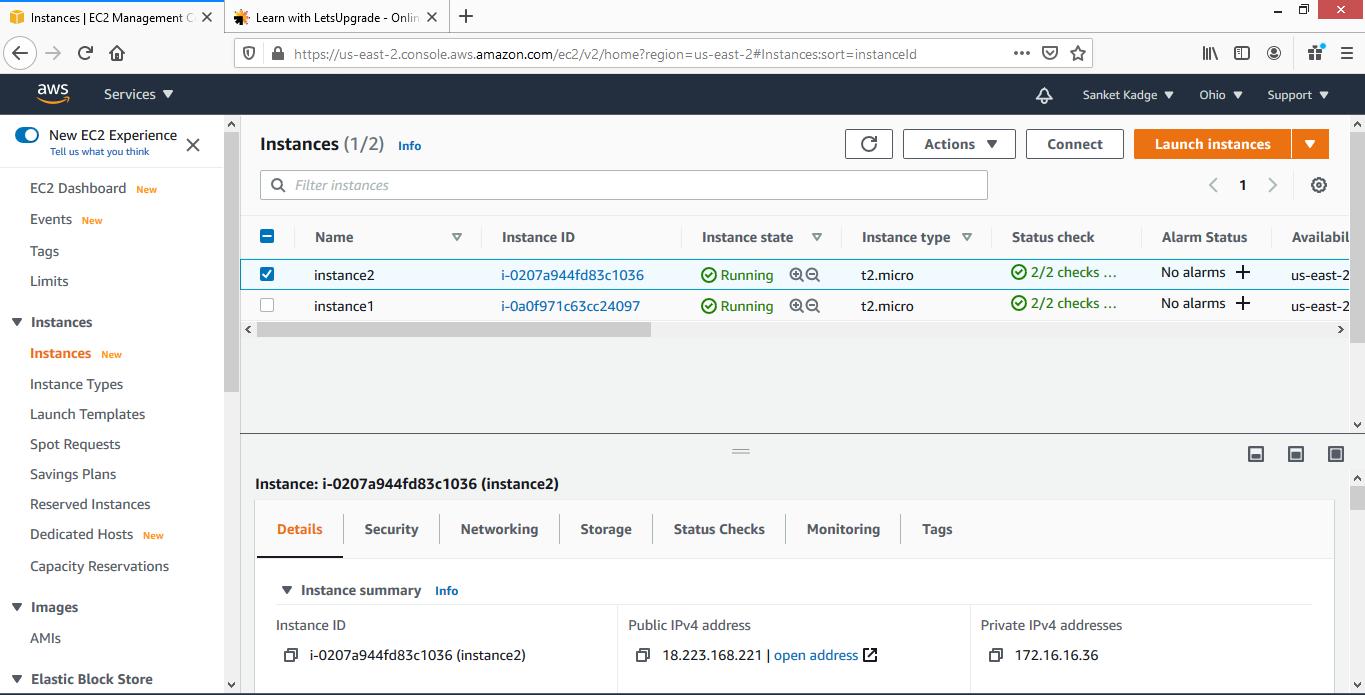 Instances | EC2 Management C
Learn with LetsUpgrade - Onlin
https://us-east-2.console.aws.amazon.com/ec2/v2/home?region=us-east-2#Instances:sort=instanceId
aws Services Sanket Kadge Ohio Support
New EC2 Experience
Tell us what you think
EC2 Dashboard New
Events New
Tags
Limits
Instances
Instances New
Instance Types
Launch Templates
Spot Requests
Savings Plans
Reserved Instances
Dedicated Hosts New
Capacity Reservations
Images
AMIs
Elastic Block Store
Instances (1/2) Info Actions Connect Launch instances
Filter instances 1
Name Instance ID Instance state Instance type Status check Alarm Status Availabil
instance2 i-0207a944fd83c1036 Running t2.micro 2/2 checks ... No alarms + us-east-2
instance1 i-0a0f971c63cc24097 Running t2.micro 2/2 checks ... No alarms + us-east-2
Instance: i-0207a944fd83c1036 (instance2)
Details Security Networking Storage Status Checks Monitoring Tags
Instance summary Info
Instance ID Public IPv4 address Private IPv4 addresses
i-0207a944fd83c1036 (instance2) 18.223.168.221 | open address 172.16.16.36